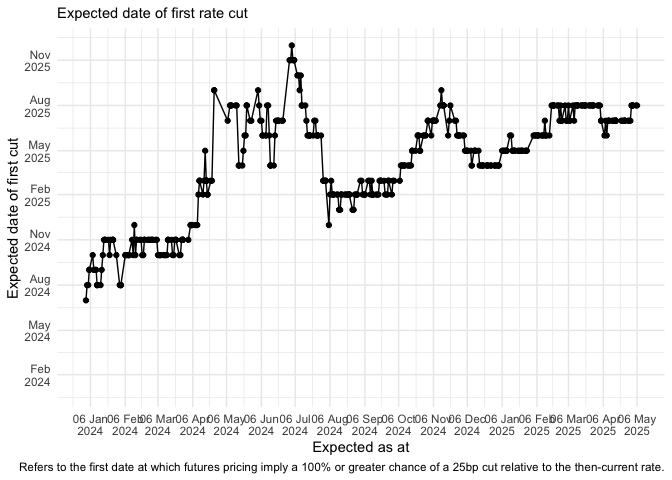 Expected date of first rate cut
Expected date of first cut
Nov
2025
Aug
2025
May
2025
Feb
2025
Nov
2024
Aug
2024
May
2024
Feb
2024
06 Jan 06 Feb 06 Mar 06 Apr 06 May 06 Jun 06 Jul 06 Aug 06 Sep 06 Oct 06 Nov 06 Dec 06 Jan 06 Feb 06 Mar 06 Apr 06 May
2024 2024 2024 2024 2024 2024 2024 2024 2024 2024 2024 2024 2025 2025 2025 2025 2025
Expected as at
Refers to the first date at which futures pricing imply a 100% or greater chance of a 25bp cut relative to the then-current rate.